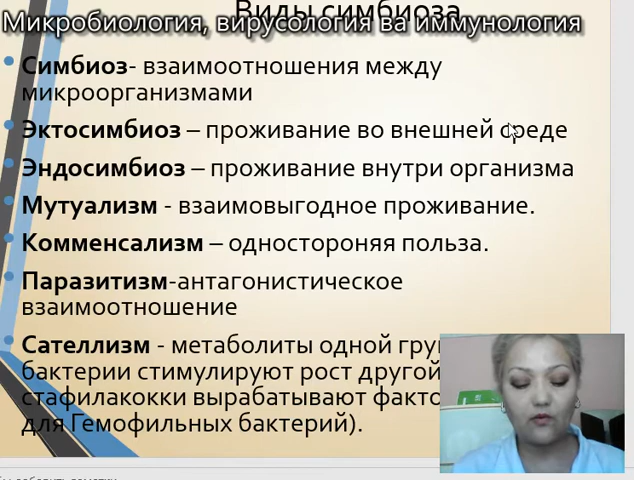 Виды симбиоза
Микробиология, вирусология ва иммунология
Симбиоз- взаимоотношения между
микроорганизмами
Эктосимбиоз – проживание во внешней среде
Эндосимбиоз – проживание внутри организма
Мутуализм - взаимовыгодное проживание.
Комменсализм – одностороняя польза.
Паразитизм-антагонистическое
взаимоотношение
Сателлизм - метаболиты одной
бактерии стимулируют рост другой
стафилакокки вырабатывают
для Гемофильных бактерий).